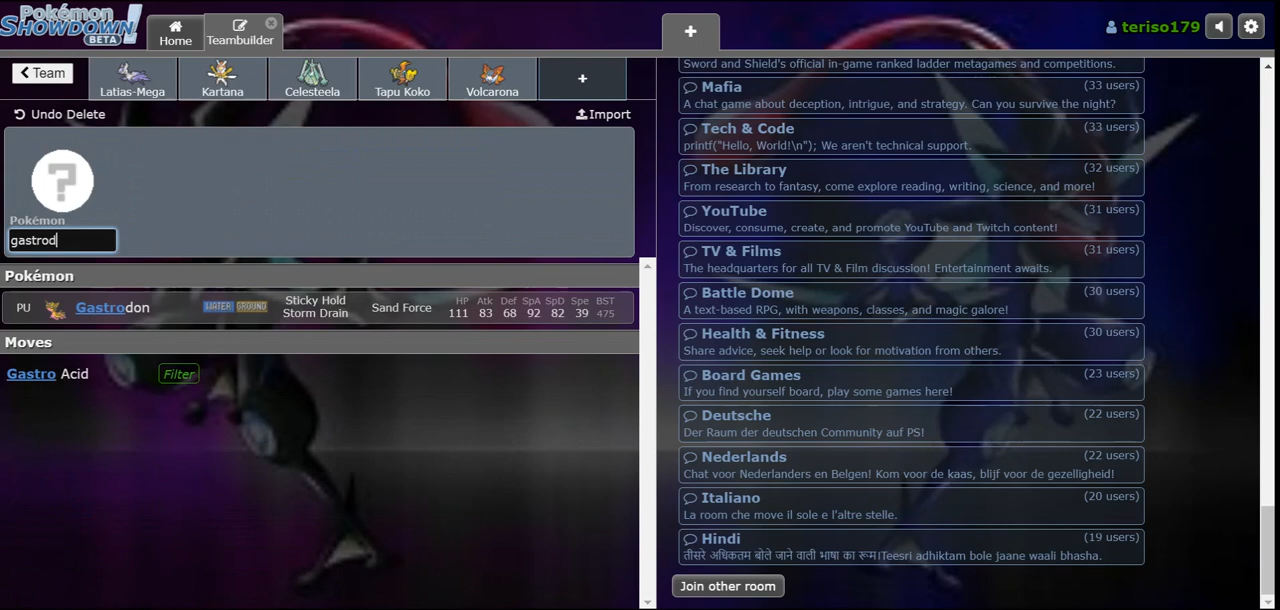 Pokémon
SHOWDOWN!
BETA
Home
Teambuilder
+
teriso179
Team
Latias-Mega
Kartana
Celesteela
Tapu Koko
Volcarona
+
Undo Delete
Import
?
Pokémon
gastrod
Pokémon
PU Gastrodon WATER GROUND Sticky Hold Storm Drain Sand Force HP 111 Atk 83 Def 68 SpA 92 SpD 82 Spe 39 BST 475
Moves
Gastro Acid Filter
Sword and Shield's official in-game ranked ladder metagames and competitions.
Mafia (33 users)
A chat game about deception, intrigue, and strategy. Can you survive the night?
Tech & Code (33 users)
printf("Hello, World!\n"); We aren't technical support.
The Library (32 users)
From research to fantasy, come explore reading, writing, science, and more!
YouTube (31 users)
Discover, consume, create, and promote YouTube and Twitch content!
TV & Films (31 users)
The headquarters for all TV & Film discussion! Entertainment awaits.
Battle Dome (30 users)
A text-based RPG, with weapons, classes, and magic galore!
Health & Fitness (30 users)
Share advice, seek help or look for motivation from others.
Board Games (23 users)
If you find yourself board, play some games here!
Deutsche (22 users)
Der Raum der deutschen Community auf PS!
Nederlands (22 users)
Chat voor Nederlanders en Belgen! Kom voor de kaas, blijf voor de gezelligheid!
Italiano (20 users)
La room che move il sole e l'altre stelle.
Hindi (19 users)
तीसरे अधिकतम बोले जाने वाली भाषा का रूम।Teesri adhiktam bole jaane waali bhasha.
Join other room